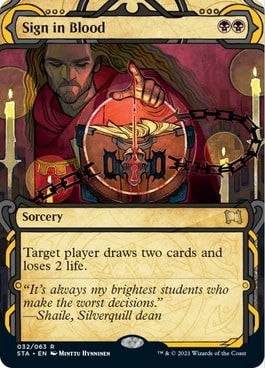 Sign in Blood
Sorcery
Target player draws two cards and
loses 2 life.
“It’s always my brightest students who
make the worst decisions.”
—Shaile, Silverquill dean
032/063 R
STA • EN MINTTU HYNNINEN
™ & © 2021 Wizards of the Coast